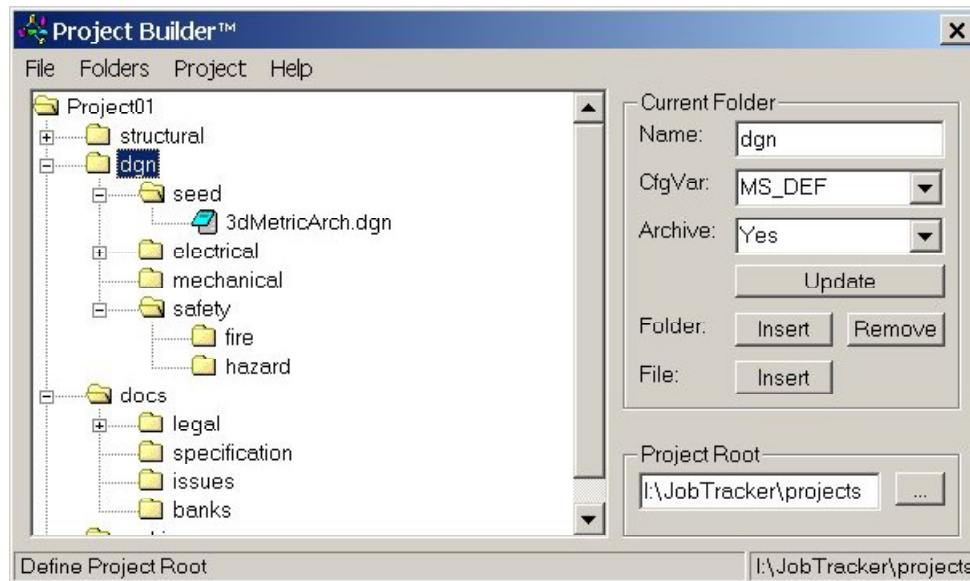 Project Builder™
File Folders Project Help
Project01
structural
dgn
seed
3dMetricArch.dgn
electrical
mechanical
safety
fire
hazard
docs
legal
specification
issues
banks
Current Folder
Name: dgn
CfgVar: MS_DEF
Archive: Yes
Update
Folder: Insert Remove
File: Insert
Project Root
I:\JobTracker\projects ...
Define Project Root
I:\JobTracker\projects